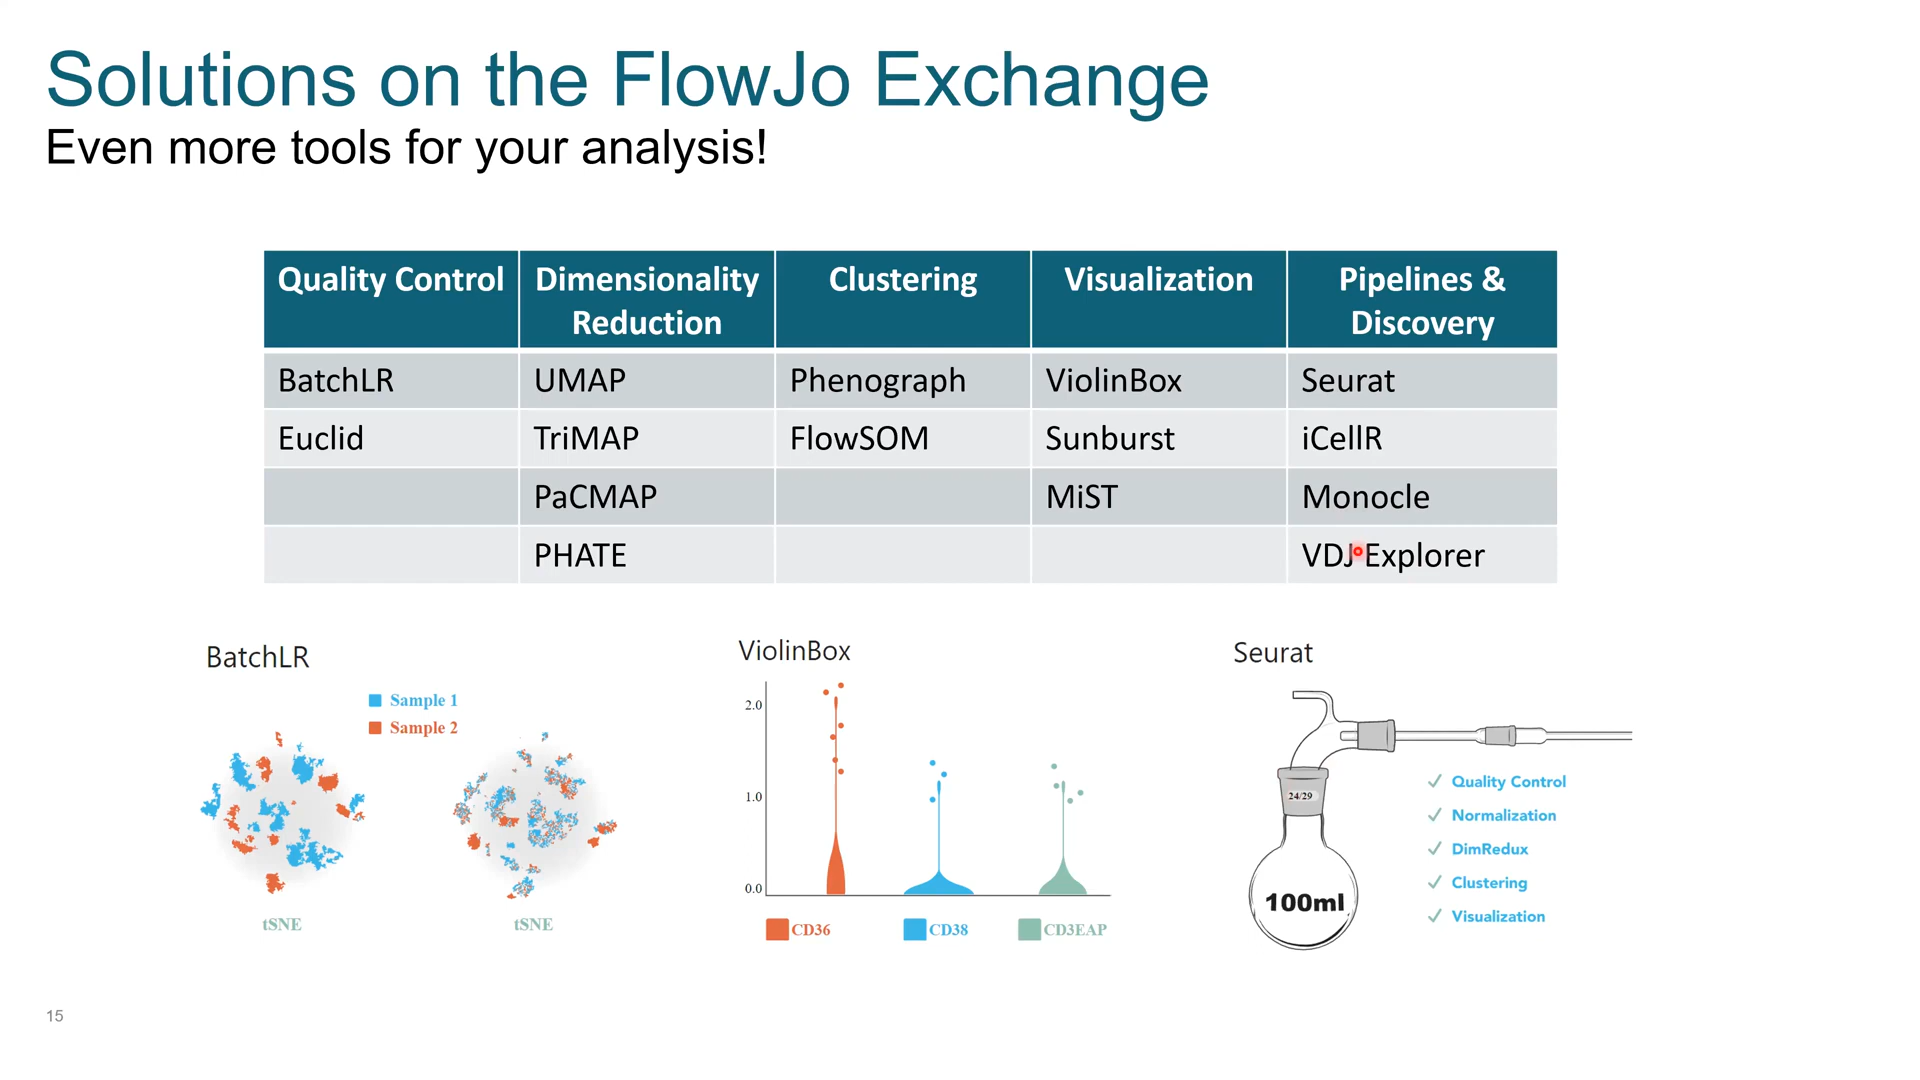 Solutions on the FlowJo Exchange
Even more tools for your analysis!
Quality Control
Dimensionality
Reduction
Clustering
Visualization
Pipelines &
Discovery
BatchLR
UMAP
Phenograph
ViolinBox
Seurat
Euclid
TriMAP
FlowSOM
Sunburst
iCellR
PaCMAP
MiST
Monocle
PHATE
VDJ Explorer
BatchLR
Sample 1
Sample 2
tSNE
tSNE
ViolinBox
2.0
1.0
0.0
CD36
CD38
CD3EAP
Seurat
24/29
100ml
Quality Control
Normalization
DimRedux
Clustering
Visualization
15